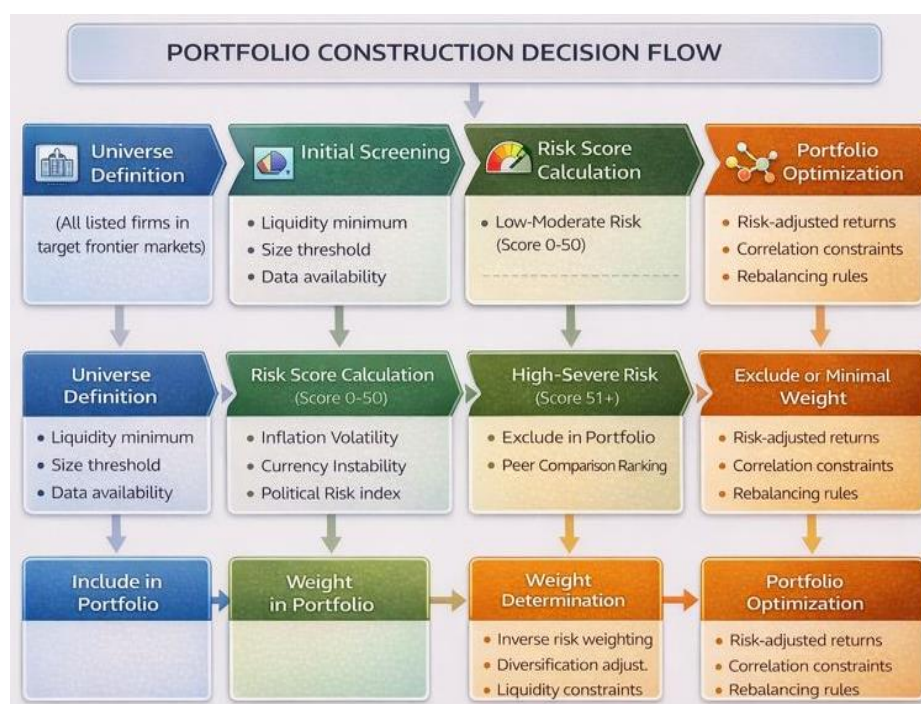 PORTFOLIO CONSTRUCTION DECISION FLOW
Universe
Definition
(All listed firms in
target frontier markets)
Initial Screening
• Liquidity minimum
• Size threshold
• Data availability
Risk Score
Calculation
• Low-Moderate Risk
(Score 0-50)
Portfolio
Optimization
• Risk-adjusted returns
• Correlation constraints
• Rebalancing rules
Universe
Definition
• Liquidity minimum
• Size threshold
• Data availability
Risk Score Calculation
(Score 0-50)
• Inflation Volatility
• Currency Instability
• Political Risk index
High-Severe Risk
(Score 51+)
• Exclude in Portfolio
• Peer Comparison Ranking
Exclude or Minimal
Weight
• Risk-adjusted returns
• Correlation constraints
• Rebalancing rules
Include in
Portfolio
Weight
in Portfolio
Weight
Determination
• Inverse risk weighting
• Diversification adjust.
• Liquidity constraints
Portfolio
Optimization
• Risk-adjusted returns
• Correlation constraints
• Rebalancing rules